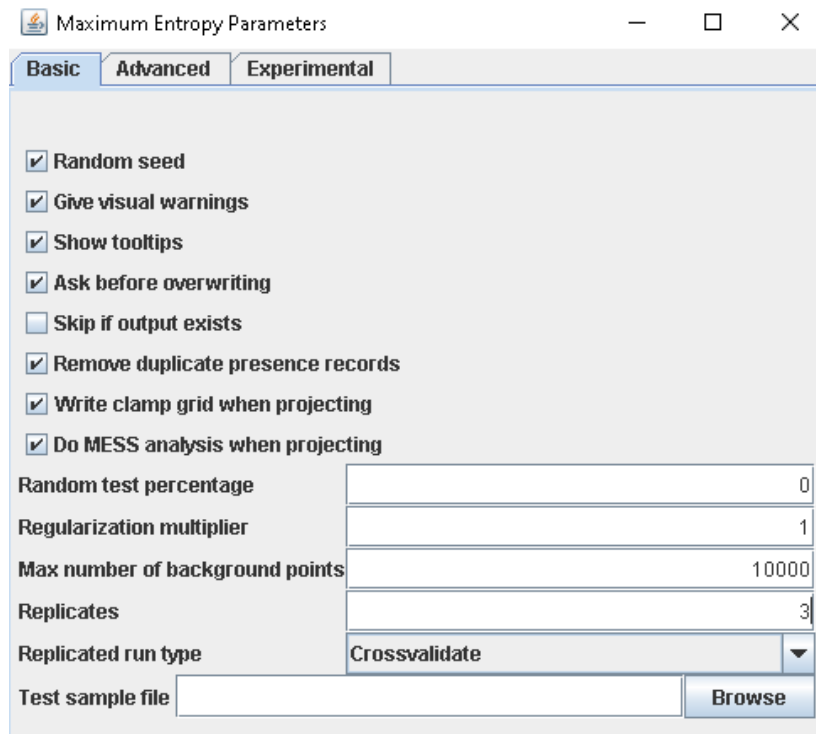 Maximum Entropy Parameters
Basic Advanced Experimental
Random seed
Give visual warnings
Show tooltips
Ask before overwriting
Skip if output exists
Remove duplicate presence records
Write clamp grid when projecting
Do MESS analysis when projecting
Random test percentage 0
Regularization multiplier 1
Max number of background points 10000
Replicates 3
Replicated run type Crossvalidate
Test sample file Browse